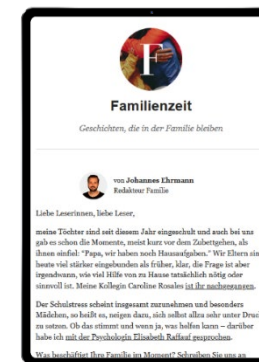 F
Familienzeit
Geschichten, die in der Familie bleiben
von Johannes Ehrmann
Redakteur Familie
Liebe Leserinnen, liebe Leser,
meine Töchter sind seit diesem Jahr eingeschult und auch bei uns
gab es schon die Momente, meist kurz vor dem Zubettgehen, als
ihnen einfiel: "Papa, wir haben noch Hausaufgaben." Wir Eltern sin
heute viel stärker eingebunden als früher, klar, die Frage ist aber
irgendwann, wie viel Hilfe von zu Hause tatsächlich nötig oder
sinnvoll ist. Meine Kollegin Caroline Rosales ist ihr nachgegangen.
Der Schulstress scheint insgesamt zuzunehmen und besonders
Mädchen, so heißt es, neigen dazu, sich selbst allzu sehr unter Druc
zu setzen. Ob das stimmt und wenn ja, was helfen kann – darüber
habe ich mit der Psychologin Elisabeth Raffauf gesprochen.
Was beschäftigt Ihre Familie im Moment? Schreiben Sie uns an